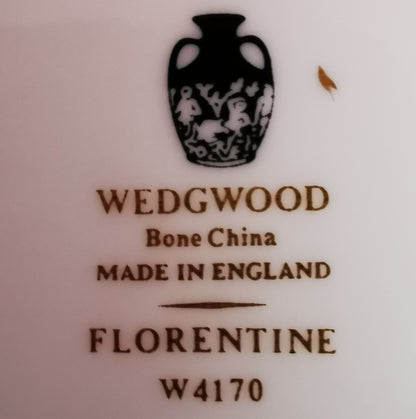 WEDGWOOD
Bone China
MADE IN ENGLAND
FLORENTINE
W4170